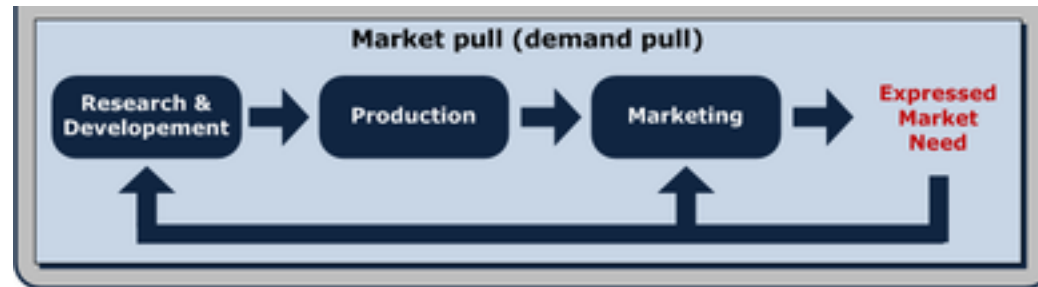 Market pull (demand pull)
Research &
Developement
Production
Marketing
Expressed
Market
Need